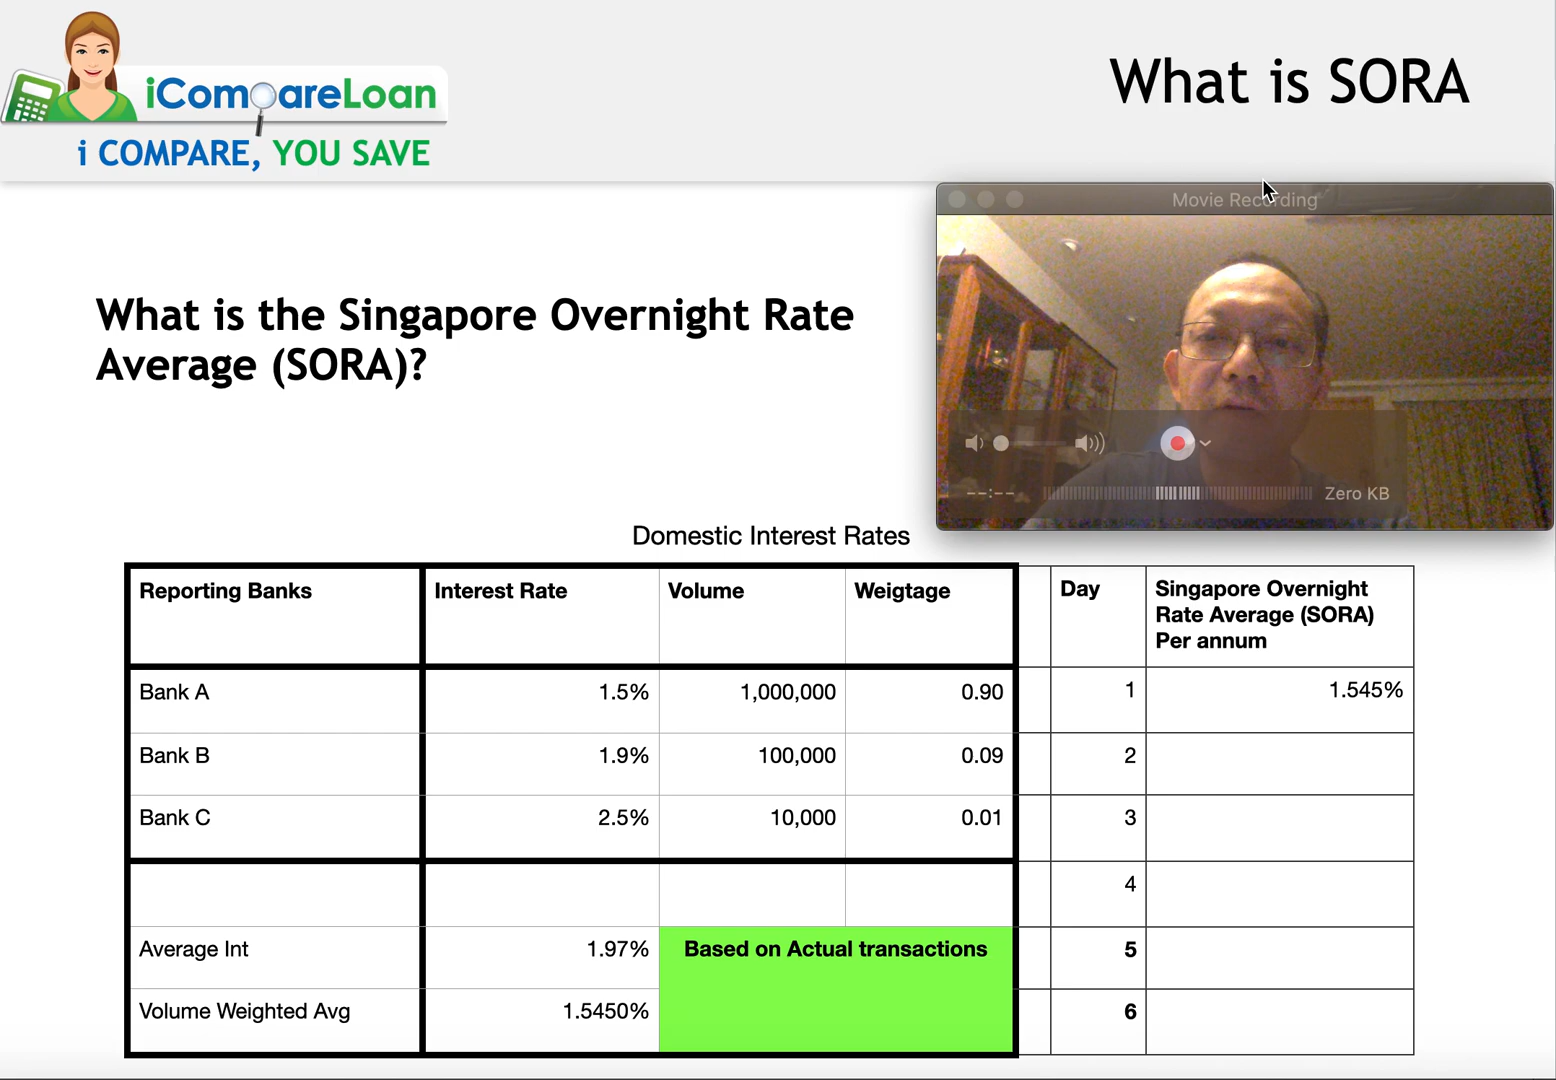 iCompareLoan
i COMPARE, YOU SAVE
What is SORA
Movie Recording
What is the Singapore Overnight Rate
Average (SORA)?
--:--
Zero KB
Domestic Interest Rates
Reporting Banks Interest Rate Volume Weigtage Day Singapore Overnight
Rate Average (SORA)
Per annum
Bank A 1.5% 1,000,000 0.90 1 1.545%
Bank B 1.9% 100,000 0.09 2
Bank C 2.5% 10,000 0.01 3
4
Average Int 1.97% Based on Actual transactions 5
Volume Weighted Avg 1.5450% 6